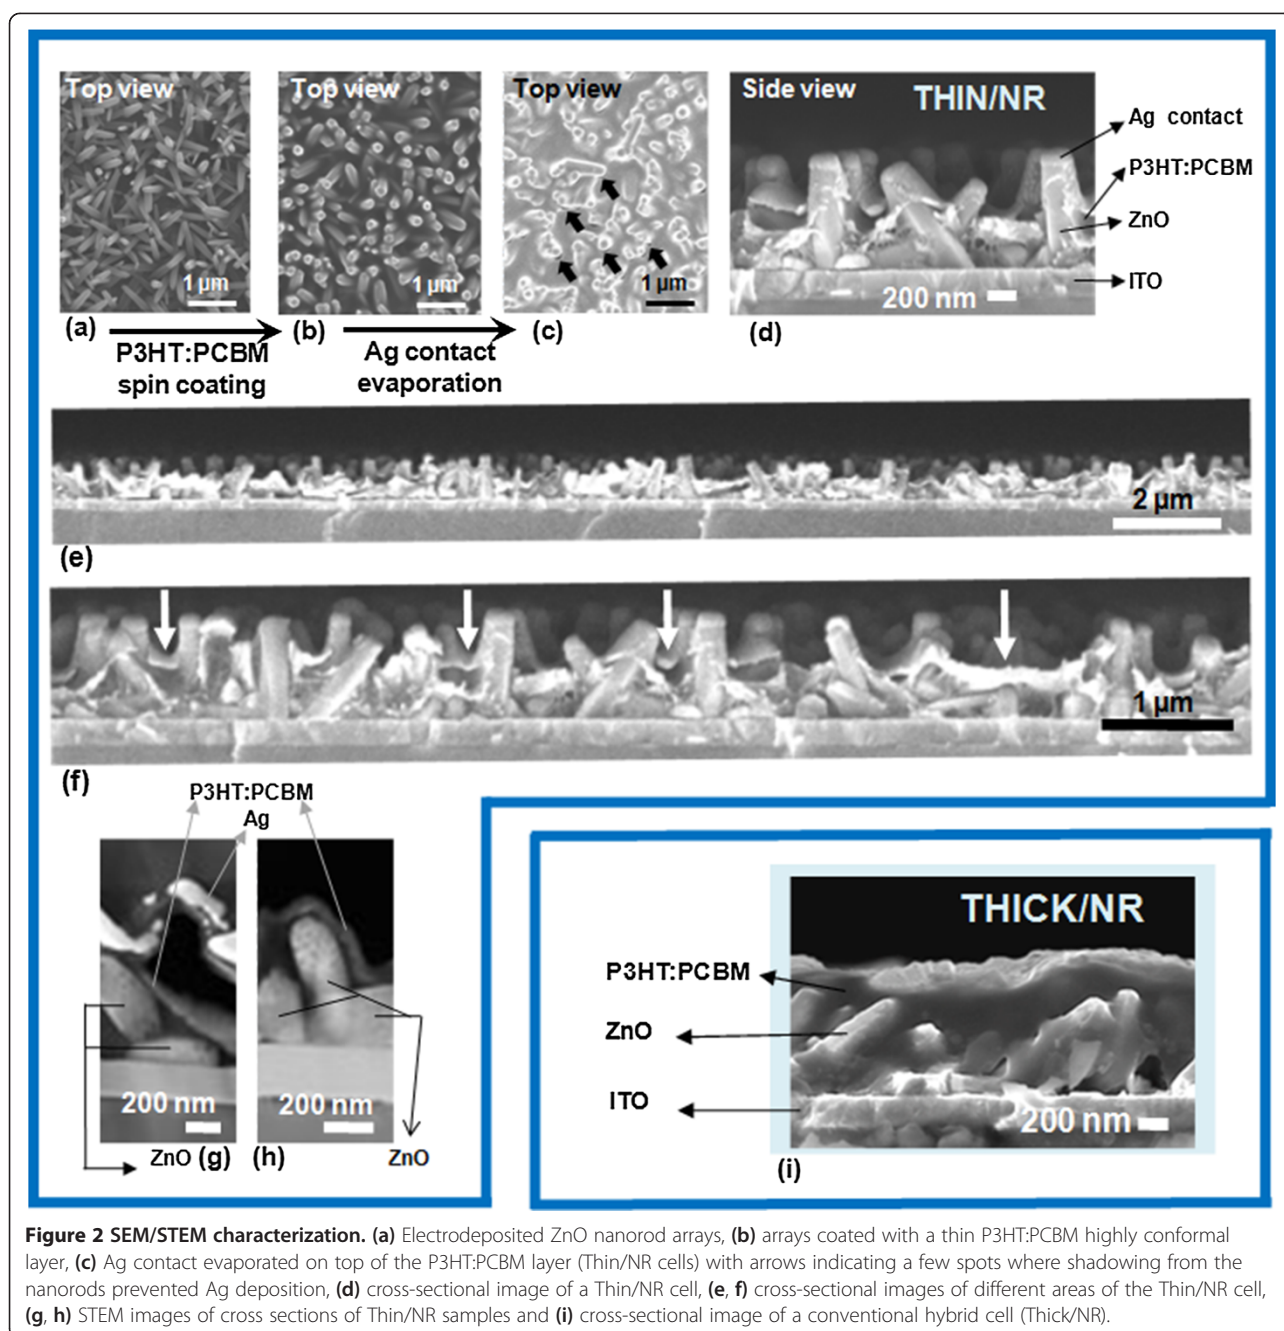 Top view
Top view
Top view
Side view
THIN/NR
Ag contact
P3HT:PCBM
ZnO
ITO
1 µm
1 µm
1 µm
200 nm
(a)
(b)
(c)
(d)
P3HT:PCBM
spin coating
Ag contact
evaporation
2 µm
(e)
1 µm
(f)
P3HT:PCBM
Ag
200 nm
200 nm
ZnO
(g)
(h)
ZnO
THICK/NR
P3HT:PCBM
ZnO
ITO
200 nm
(i)
Figure 2 SEM/STEM characterization. (a) Electrodeposited ZnO nanorod arrays, (b) arrays coated with a thin P3HT:PCBM highly conformal
layer, (c) Ag contact evaporated on top of the P3HT:PCBM layer (Thin/NR cells) with arrows indicating a few spots where shadowing from the
nanorods prevented Ag deposition, (d) cross-sectional image of a Thin/NR cell, (e, f) cross-sectional images of different areas of the Thin/NR cell,
(g, h) STEM images of cross sections of Thin/NR samples and (i) cross-sectional image of a conventional hybrid cell (Thick/NR).